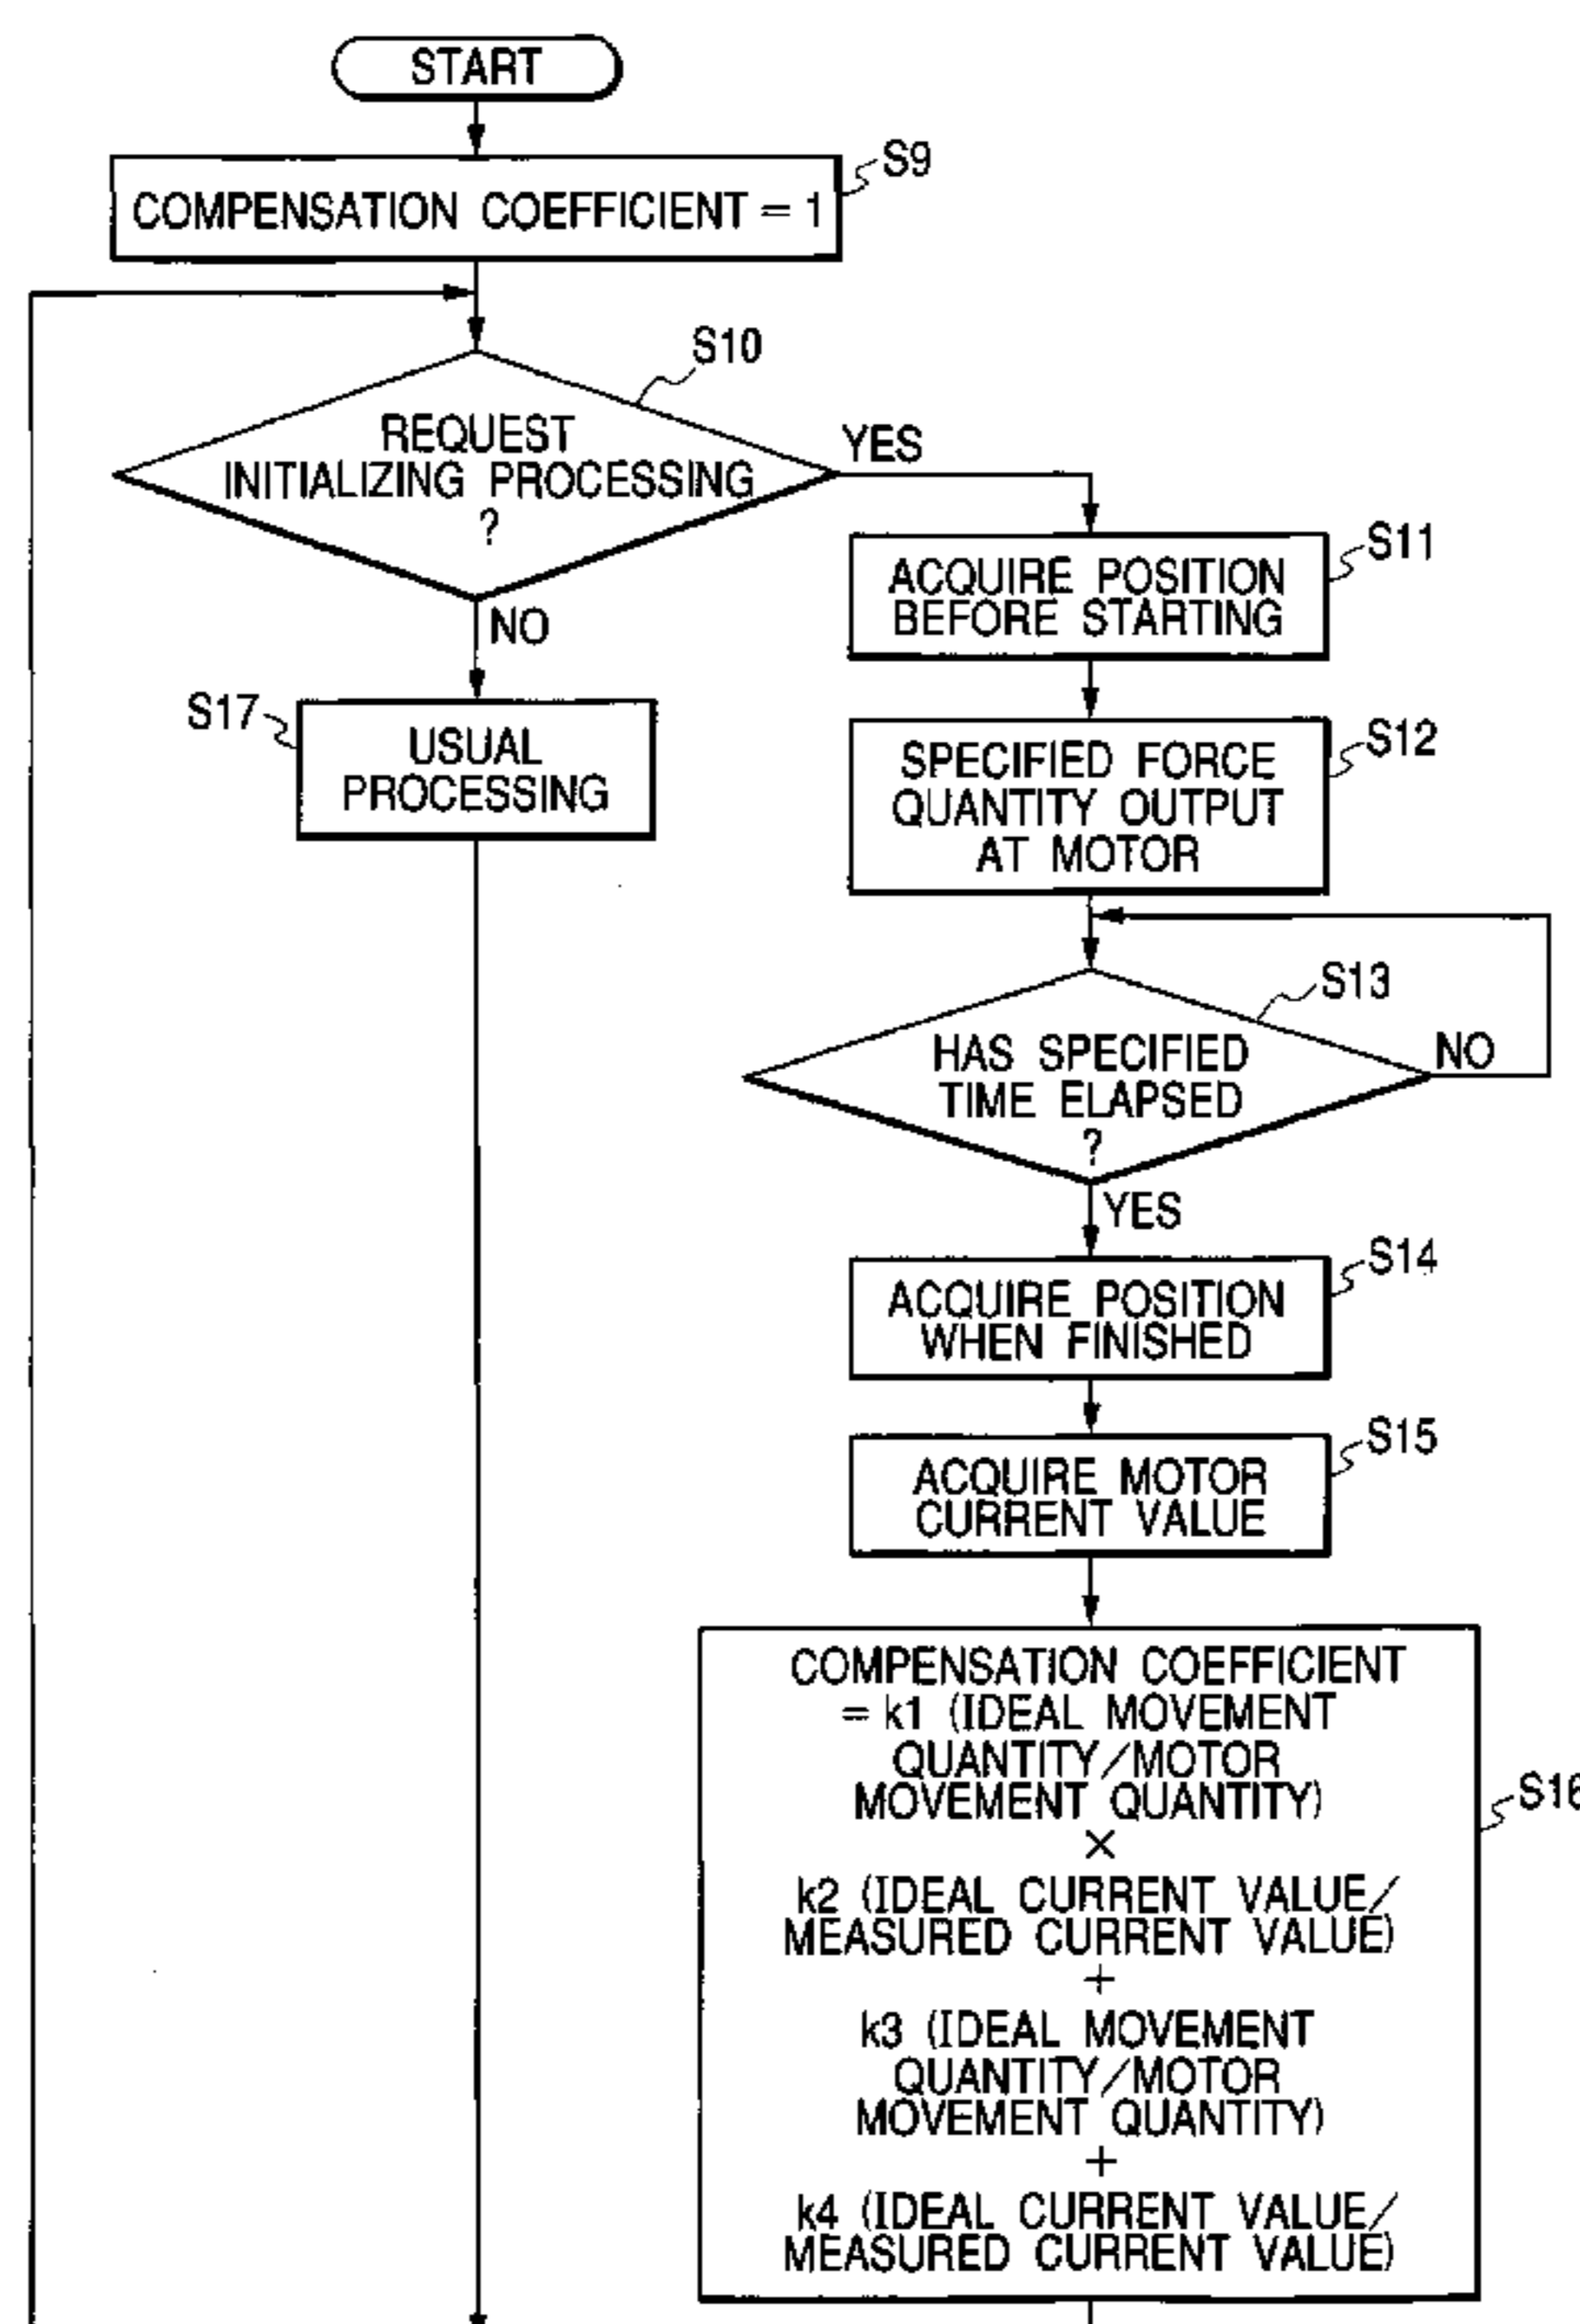 START
S9
COMPENSATION COEFFICIENT = 1
S10
REQUEST
INITIALIZING PROCESSING
?
YES
NO
S11
ACQUIRE POSITION
BEFORE STARTING
S17
USUAL
PROCESSING
S12
SPECIFIED FORCE
QUANTITY OUTPUT
AT MOTOR
S13
HAS SPECIFIED
TIME ELAPSED
?
NO
YES
S14
ACQUIRE POSITION
WHEN FINISHED
S15
ACQUIRE MOTOR
CURRENT VALUE
S16
COMPENSATION COEFFICIENT
= k1 (IDEAL MOVEMENT
QUANTITY/MOTOR
MOVEMENT QUANTITY)
×
k2 (IDEAL CURRENT VALUE/
MEASURED CURRENT VALUE)
+
k3 (IDEAL MOVEMENT
QUANTITY/MOTOR
MOVEMENT QUANTITY)
+
k4 (IDEAL CURRENT VALUE/
MEASURED CURRENT VALUE)